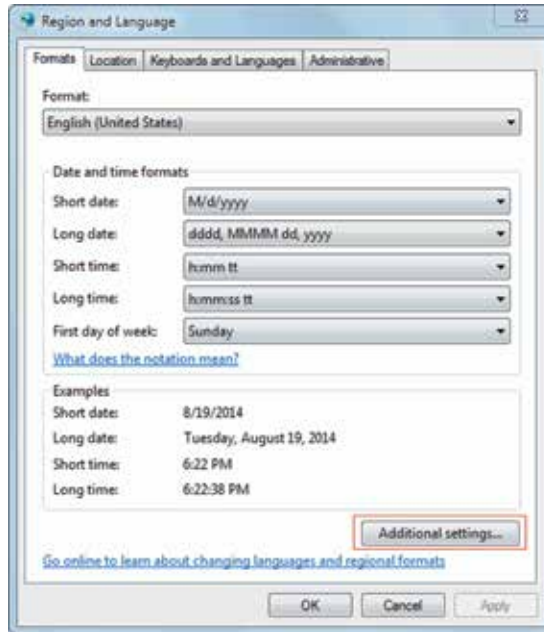 Region and Language
Formats Location Keyboards and Languages Administrative
Format:
English (United States)
Date and time formats
Short date: M/d/yyyy
Long date: dddd, MMMM dd, yyyy
Short time: h:mm tt
Long time: h:mm:ss tt
First day of week: Sunday
What does the notation mean?
Examples
Short date: 8/19/2014
Long date: Tuesday, August 19, 2014
Short time: 6:22 PM
Long time: 6:22:38 PM
Additional settings...
Go online to learn about changing languages and regional formats
OK Cancel Apply